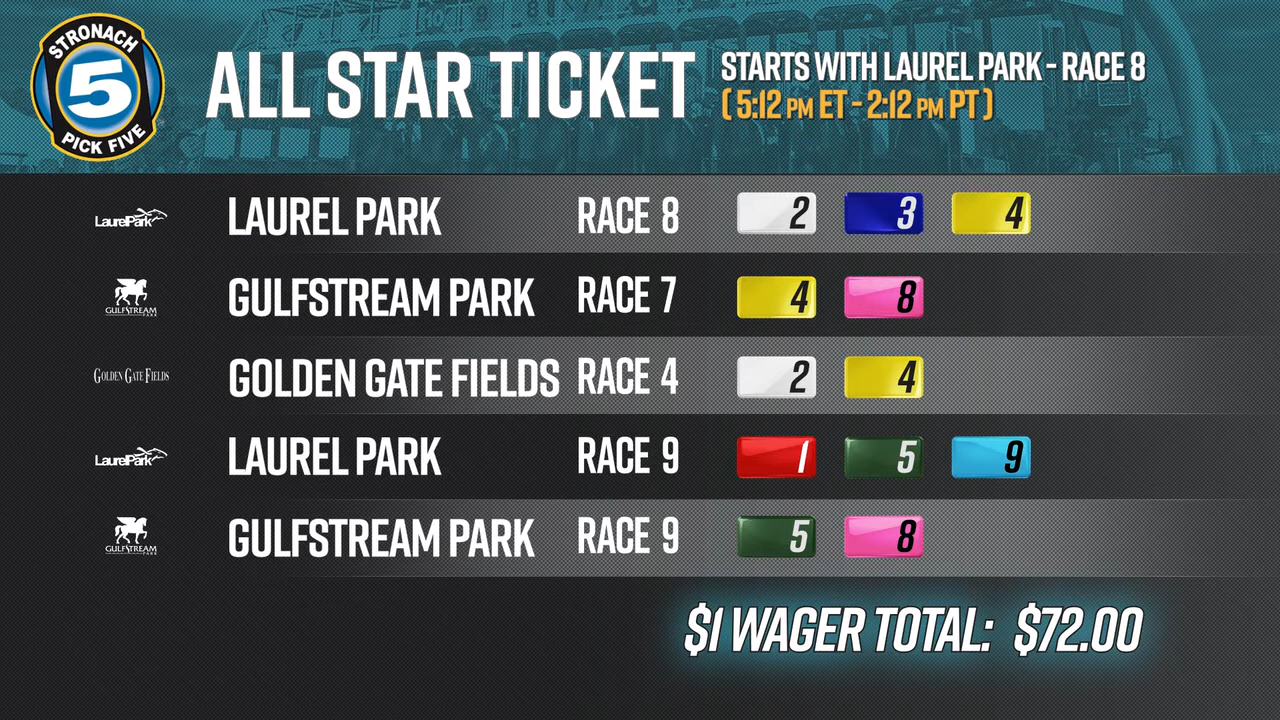 STRONACH
5
PICK FIVE
ALL STAR TICKET
STARTS WITH LAUREL PARK - RACE 8
( 5:12 PM ET - 2:12 PM PT )
LaurelPark LAUREL PARK RACE 8 2 3 4
GULFSTREAM PARK GULFSTREAM PARK RACE 7 4 8
GOLDEN GATE FIELDS GOLDEN GATE FIELDS RACE 4 2 4
LaurelPark LAUREL PARK RACE 9 1 5 9
GULFSTREAM PARK GULFSTREAM PARK RACE 9 5 8
$1 WAGER TOTAL: $72.00